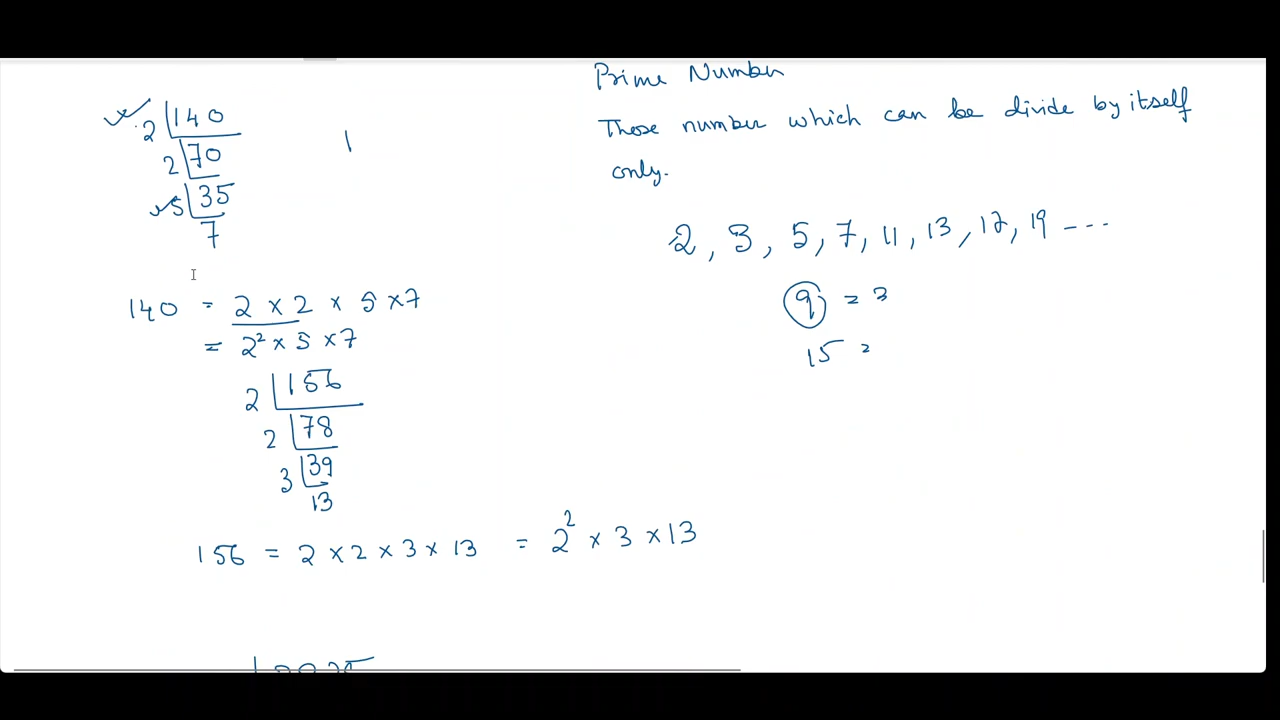 Prime Number
Those number which can be divide by itself
only.
2 , 3 , 5 , 7 , 11 , 13 , 17 , 19 ---
9 = 3
15 =
2 | 140
2 | 70
5 | 35
7
1
140 = 2 × 2 × 5 × 7
= 2² × 5 × 7
2 | 156
2 | 78
3 | 39
13
156 = 2 × 2 × 3 × 13 = 2² × 3 × 13